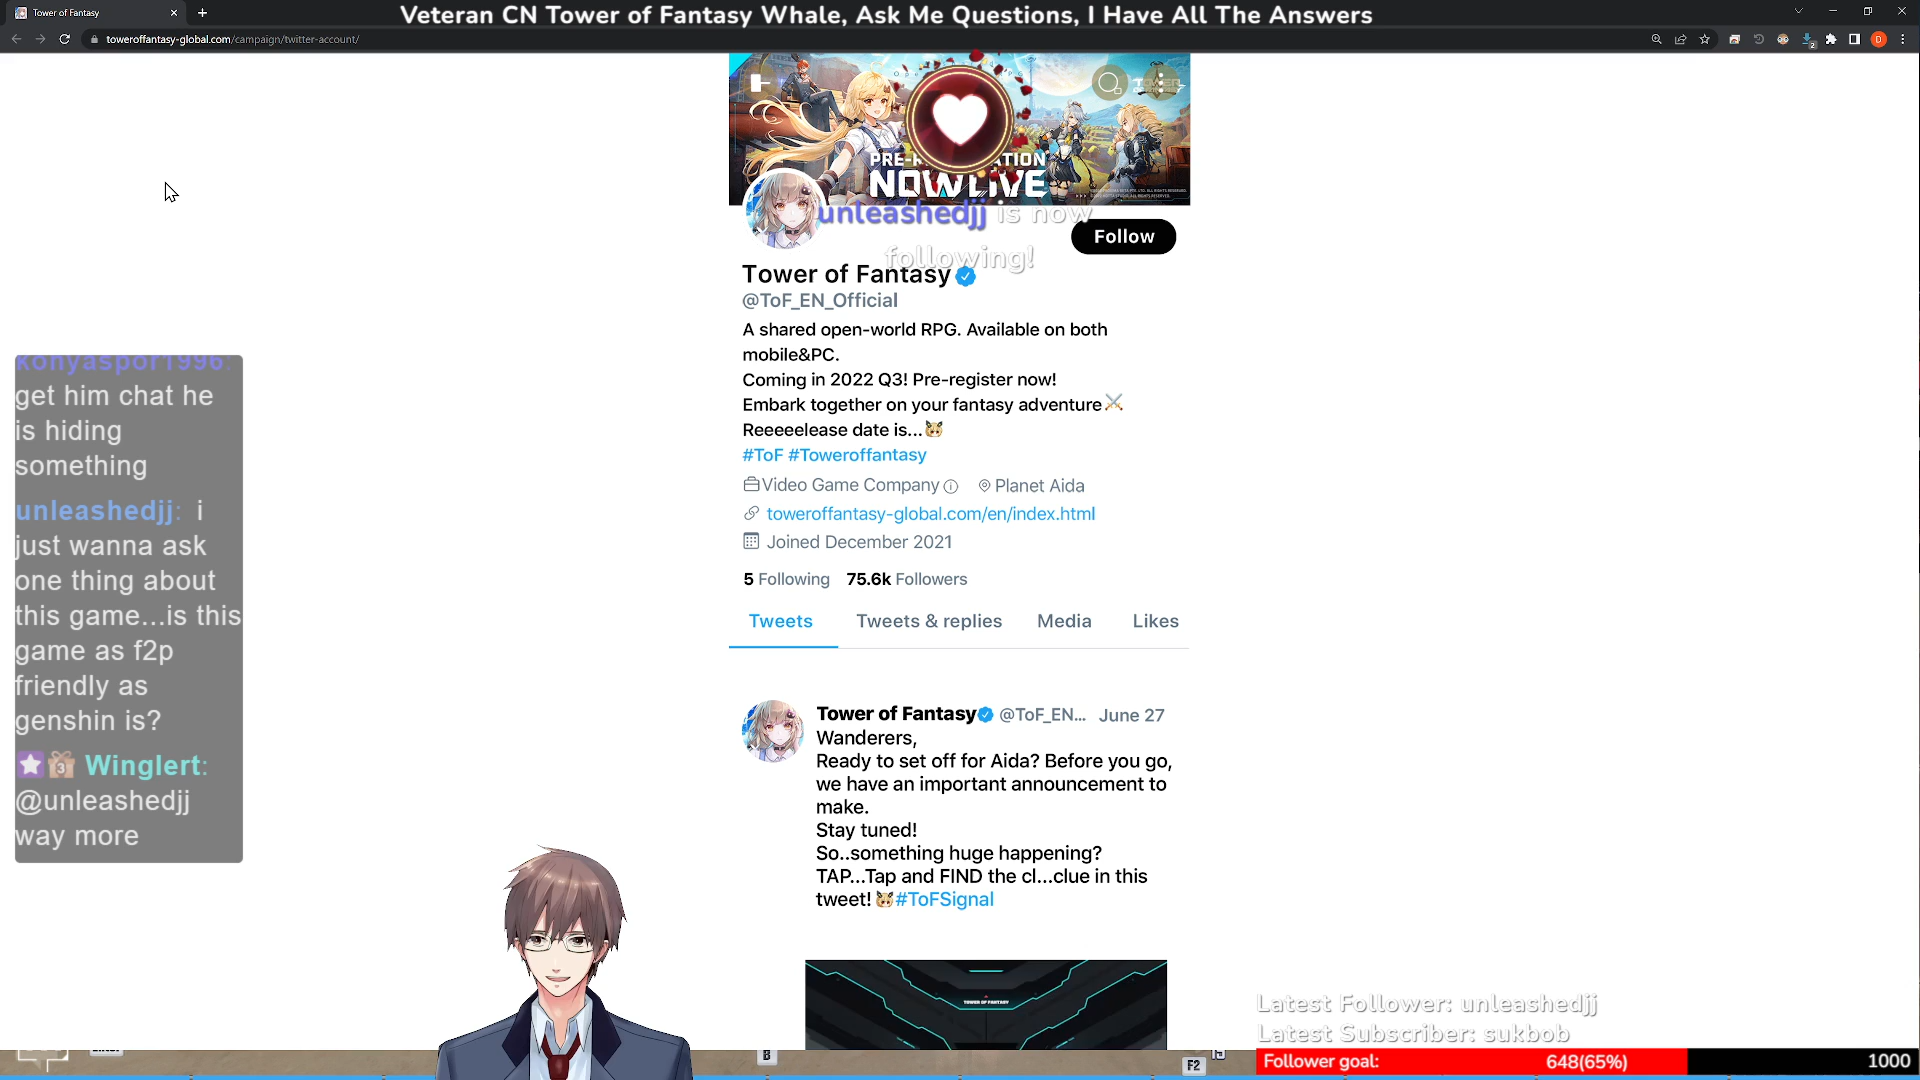 Tower of Fantasy
Veteran CN Tower of Fantasy Whale, Ask Me Questions, I Have All The Answers
toweroffantasy-global.com/campaign/twitter-account/
NOW LIVE
unleashedjj is now
following!
Follow
Tower of Fantasy
@ToF_EN_Official
A shared open-world RPG. Available on both
mobile&PC.
Coming in 2022 Q3! Pre-register now!
Embark together on your fantasy adventure⚔
Reeeeelease date is...
#ToF #Toweroffantasy
Video Game Company Planet Aida
toweroffantasy-global.com/en/index.html
Joined December 2021
5 Following 75.6k Followers
Tweets Tweets & replies Media Likes
Tower of Fantasy @ToF_EN... June 27
Wanderers,
Ready to set off for Aida? Before you go,
we have an important announcement to
make.
Stay tuned!
So..something huge happening?
TAP...Tap and FIND the cl...clue in this
tweet! #ToFSignal
TOWER OF FANTASY
konyaspor1996:
get him chat he
is hiding
something
unleashedjj: i
just wanna ask
one thing about
this game...is this
game as f2p
friendly as
genshin is?
3 Winglert:
@unleashedjj
way more
B
F2
Latest Follower: unleashedjj
Latest Subscriber: sukbob
Follower goal: 648(65%) 1000